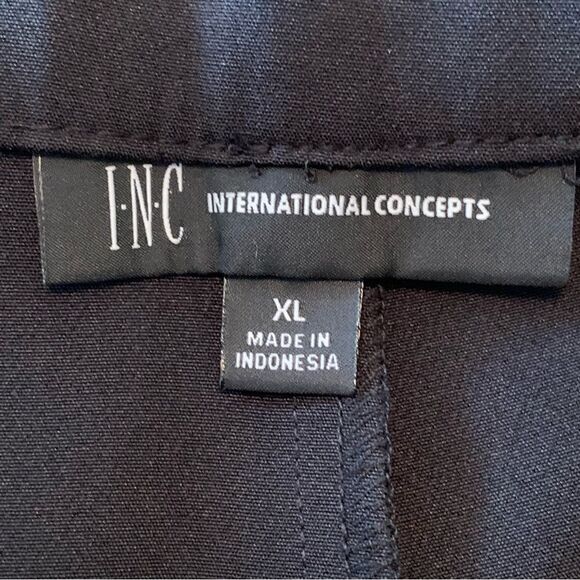 I·N·C INTERNATIONAL CONCEPTS
XL
MADE IN
INDONESIA